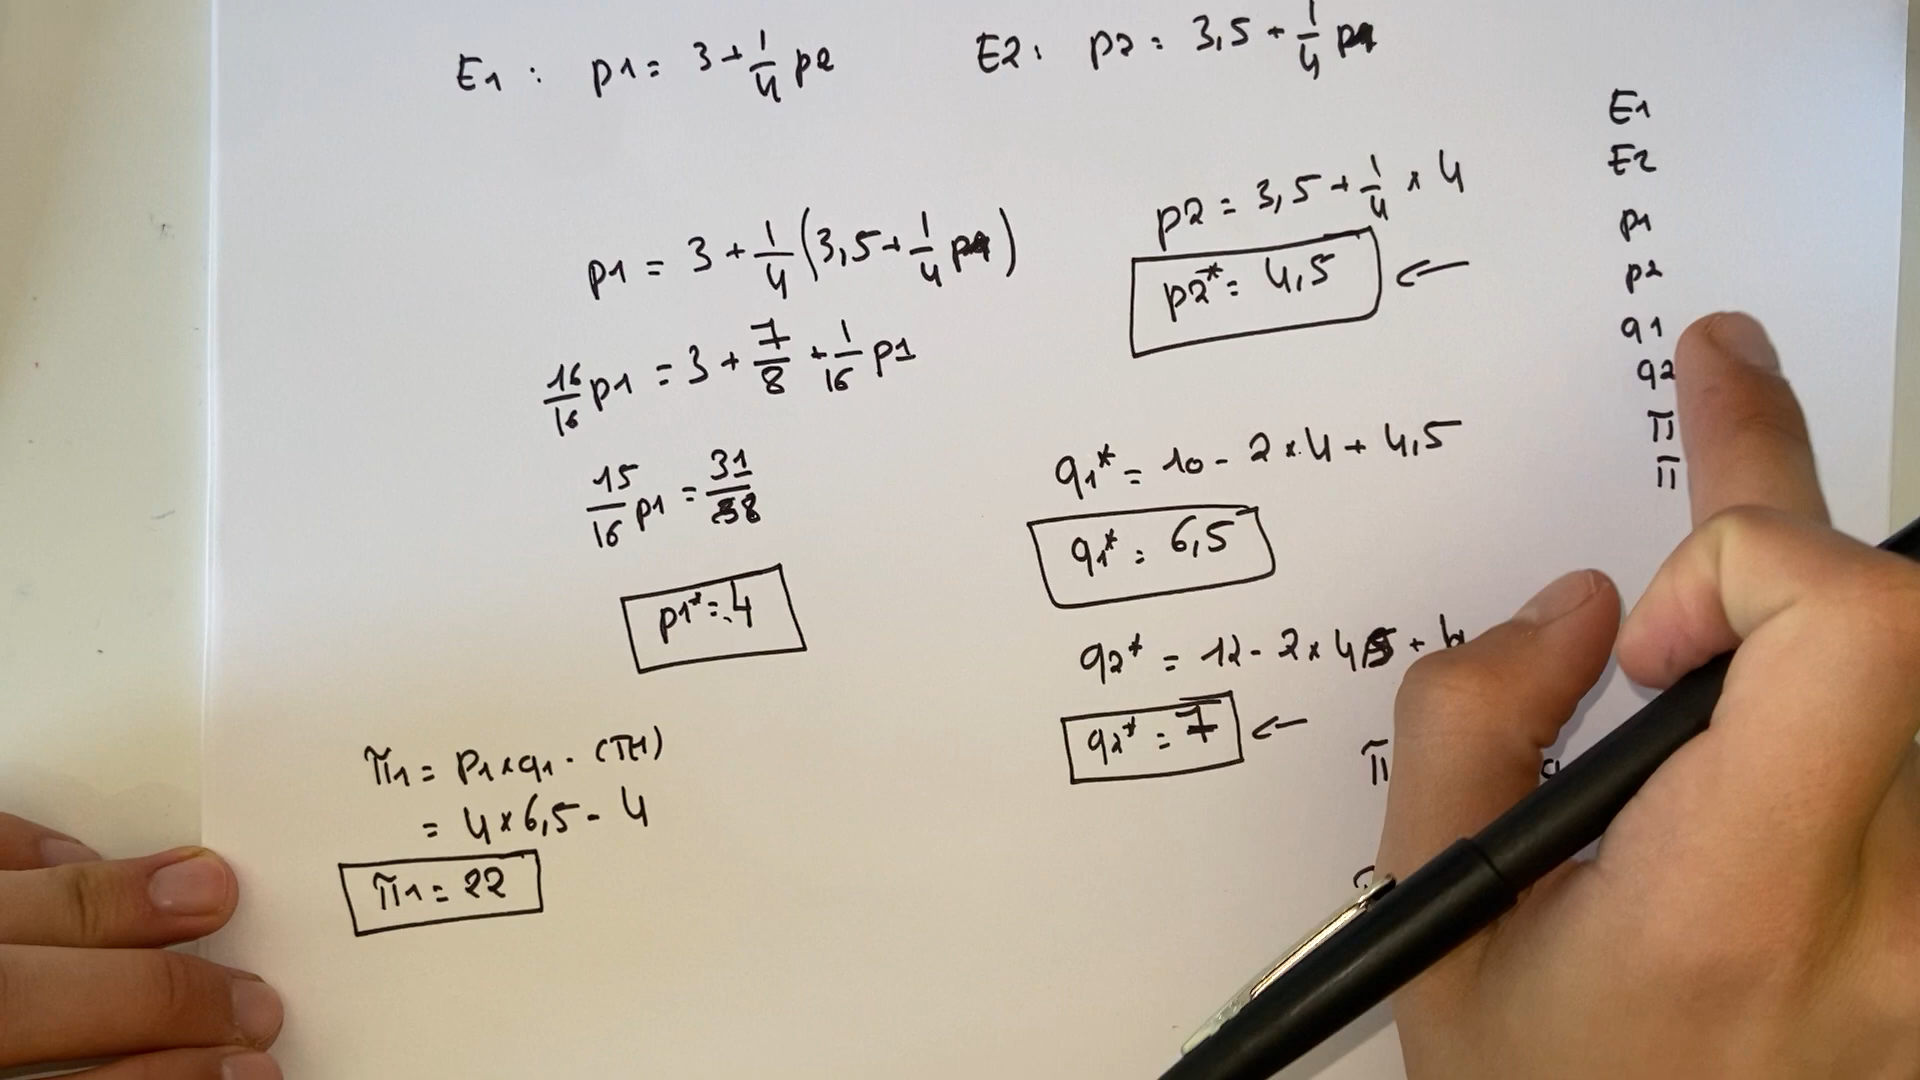 E1 : p1 = 3 + 1/4 p2
E2 : p2 = 3,5 + 1/4 p1
p1 = 3 + 1/4 (3,5 + 1/4 p1)
16/16 p1 = 3 + 7/8 + 1/16 p1
15/16 p1 = 31/8
p1* = 4
π1 = p1 × q1 - (TH)
= 4 × 6,5 - 4
π1 = 22
p2 = 3,5 + 1/4 × 4
p2* = 4,5 ←
q1* = 10 - 2 × 4 + 4,5
q1* = 6,5
q2* = 12 - 2 × 4,5 +
q2* = 7 ←
π
E1
E2
p1
p2
q1
q2
π
π